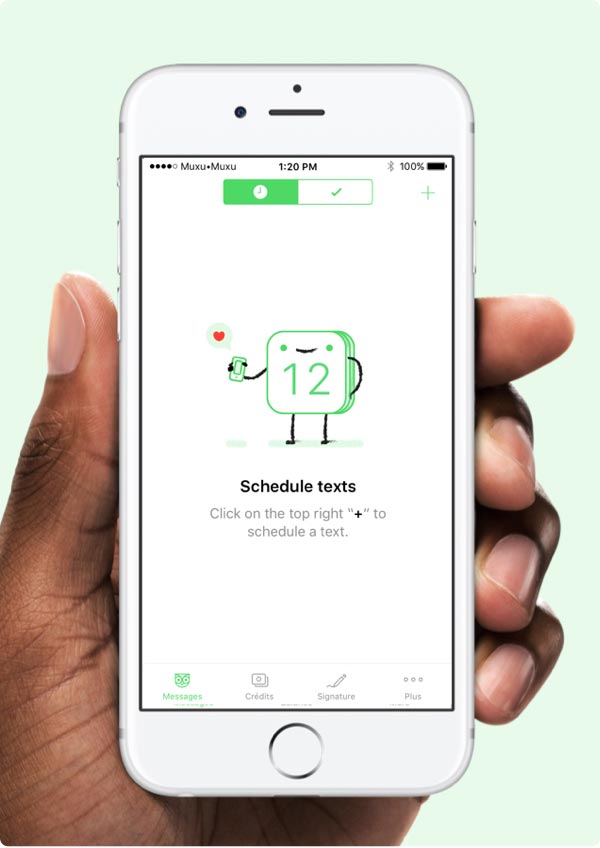 Muxu•Muxu 1:20 PM 100%
+
12
Schedule texts
Click on the top right "+" to
schedule a text.
Messages Crédits Signature Plus